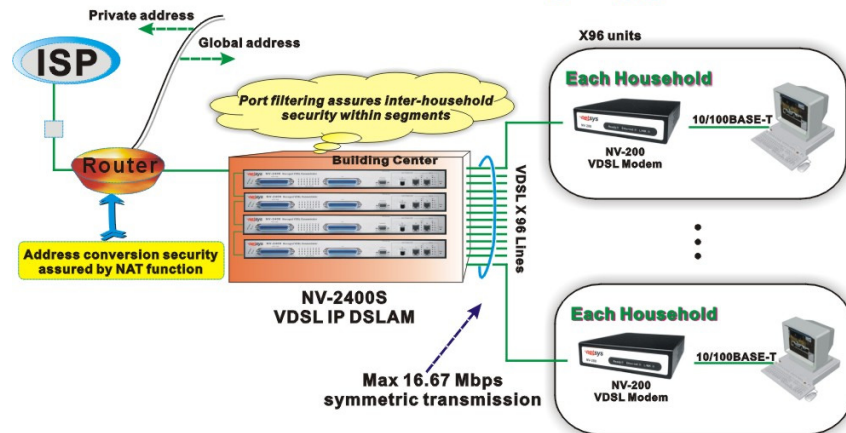 Private address
Global address
ISP
Router
Address conversion security
assured by NAT function
Port filtering assures inter-household
security within segments
Building Center
NV-2400S
VDSL IP DSLAM
VDSL X 96 Lines
Max 16.67 Mbps
symmetric transmission
X96 units
Each Household
NV-200
VDSL Modem
10/100BASE-T
Each Household
NV-200
VDSL Modem
10/100BASE-T